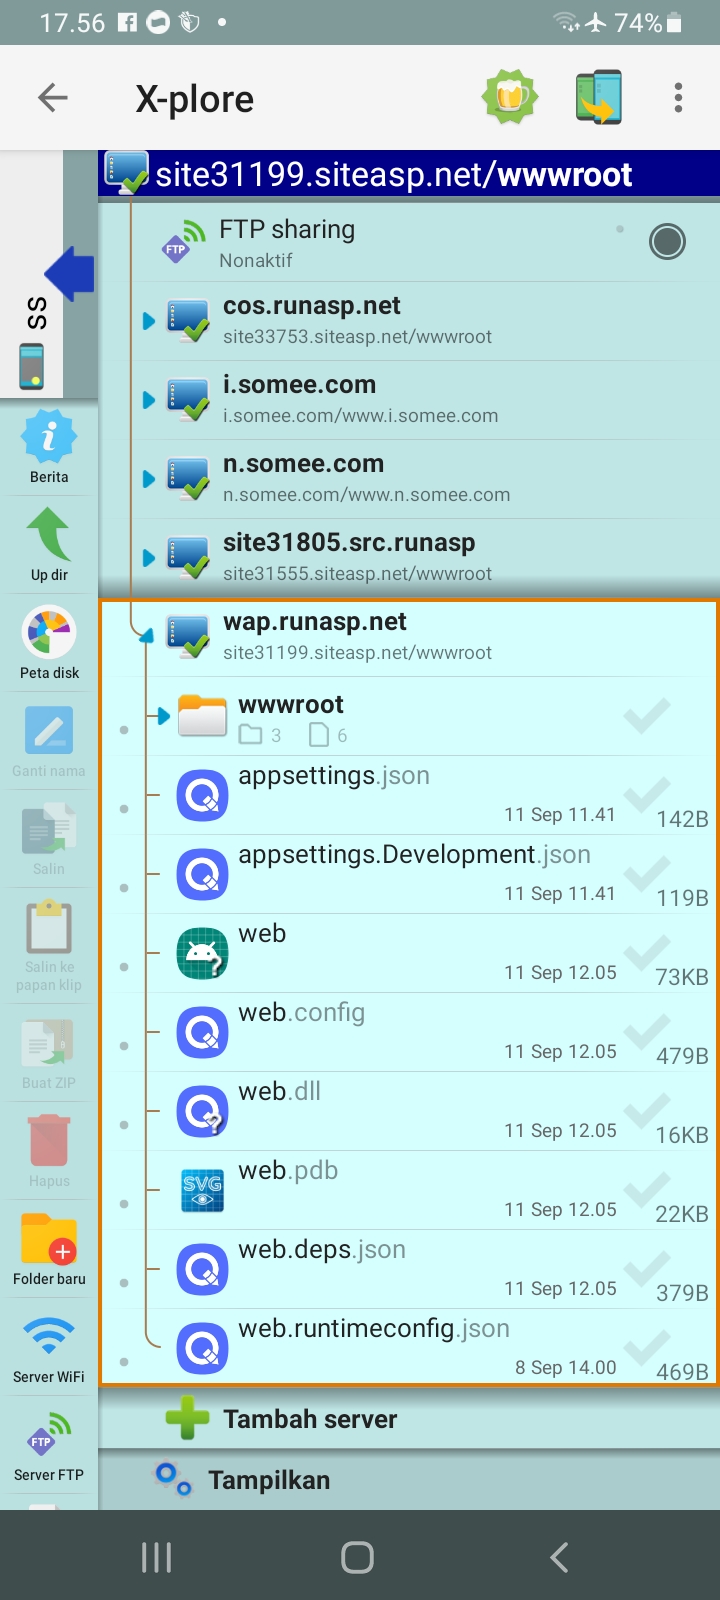 17.56
74%
X-plore
site31199.siteasp.net/wwwroot
FTP sharing
FTP
Nonaktif
SS
cos.runasp.net
site33753.siteasp.net/wwwroot
i.somee.com
i.somee.com/www.i.somee.com
n.somee.com
n.somee.com/www.n.somee.com
site31805.src.runasp
site31555.siteasp.net/wwwroot
wap.runasp.net
site31199.siteasp.net/wwwroot
wwwroot
3 6
appsettings.json
11 Sep 11.41 142B
appsettings.Development.json
11 Sep 11.41 119B
web
11 Sep 12.05 73KB
web.config
11 Sep 12.05 479B
web.dll
11 Sep 12.05 16KB
web.pdb
SVG
11 Sep 12.05 22KB
web.deps.json
11 Sep 12.05 379B
web.runtimeconfig.json
8 Sep 14.00 469B
Tambah server
Tampilkan
Berita
Up dir
Peta disk
Ganti nama
Salin
Salin ke
papan klip
Buat ZIP
Hapus
Folder baru
Server WiFi
FTP
Server FTP